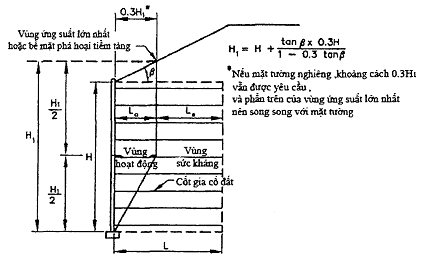 0.3H₁*
Vùng ứng suất lớn nhất
hoặc bề mặt phá hoại tiềm tàng
β
H₁ = H + tan β x 0.3H / 1 - 0.3 tanβ
*Nếu mặt tường nghiêng ,khoảng cách 0.3H₁
vẫn được yêu cầu ,
và phần trên của vùng ứng suất lớn nhất
nên song song với mặt tường
H₁/2
Lₐ
Lₑ
H₁
H
Vùng
hoạt động
Vùng
sức kháng
H₁/2
Cốt gia cố đất
L